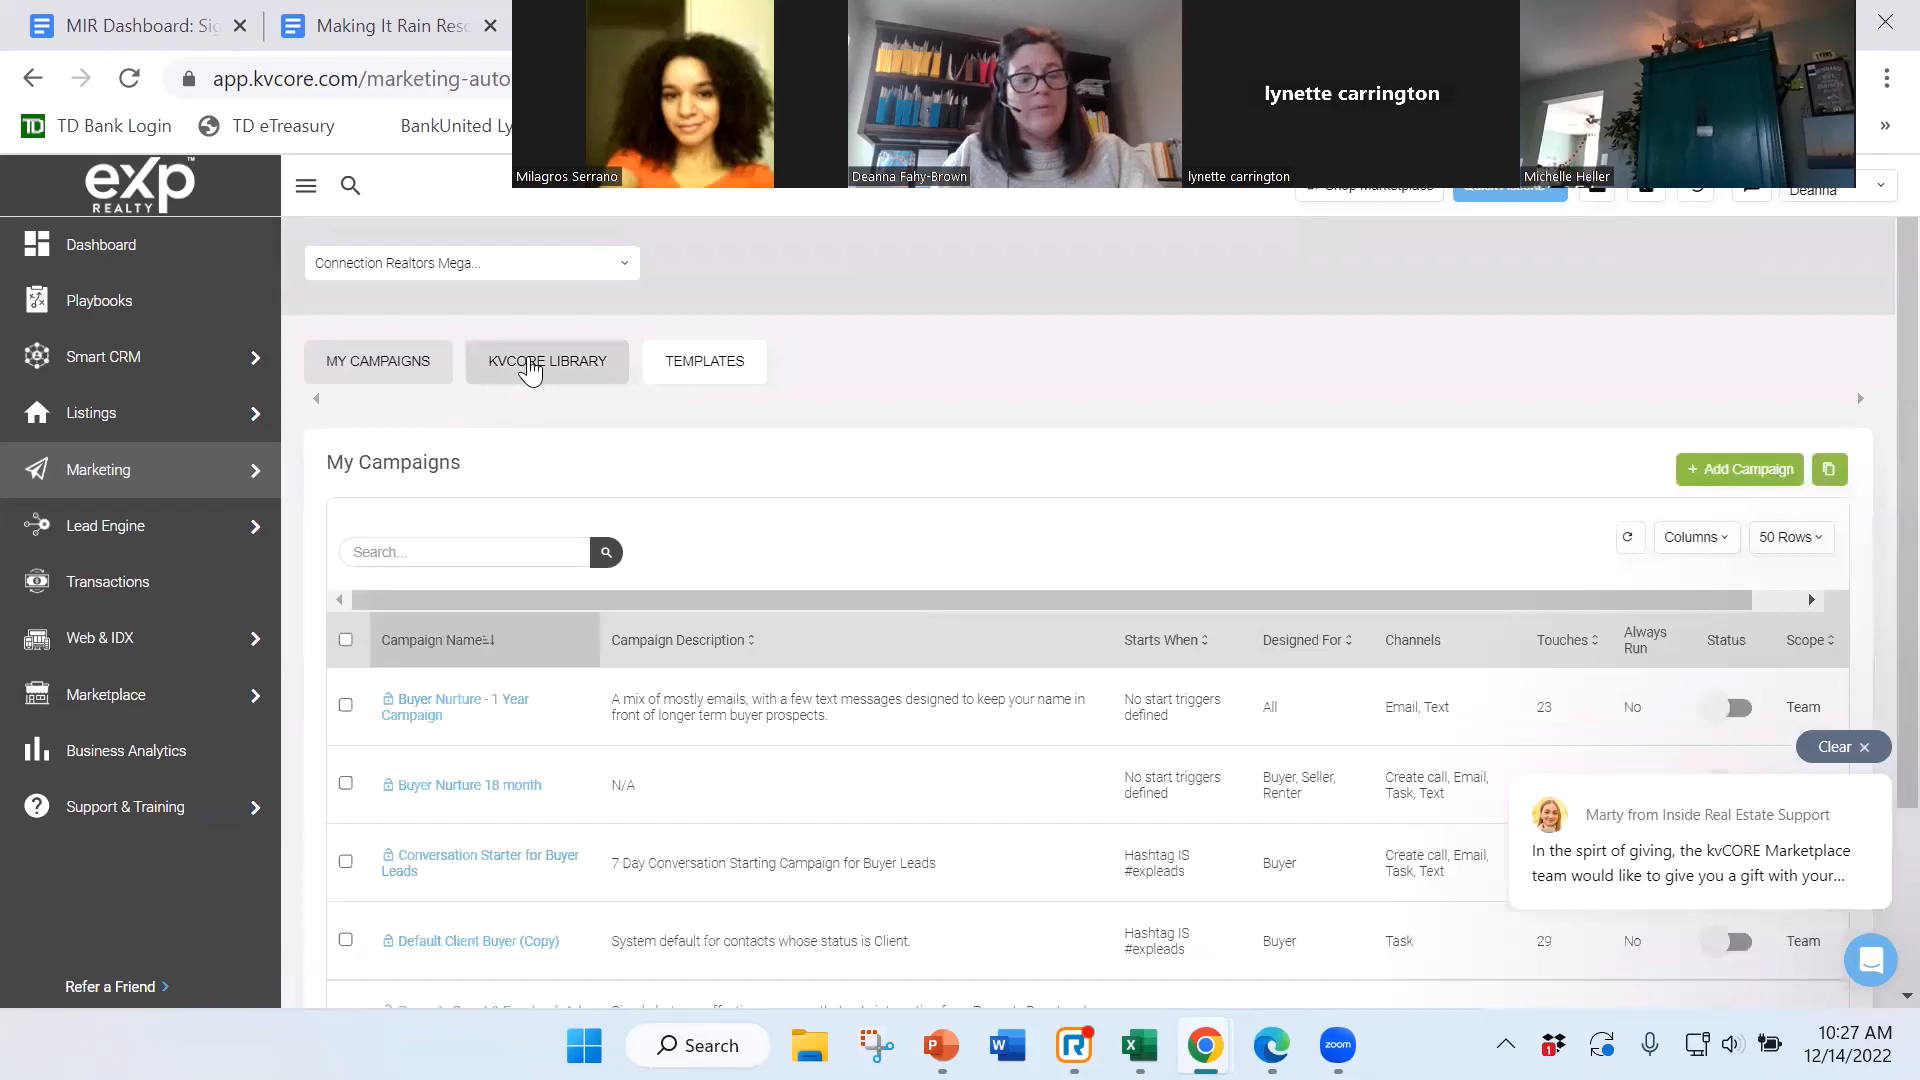 MIR Dashboard: Sig
Making It Rain Reso
app.kvcore.com/marketing-auto
TD Bank Login
TD eTreasury
BankUnited Ly
Milagros Serrano
Deanna Fahy-Brown
lynette carrington
lynette carrington
Michelle Heller
exp
REALTY
Deanna
Dashboard
Playbooks
Smart CRM
Listings
Marketing
Lead Engine
Transactions
Web & IDX
Marketplace
Business Analytics
Support & Training
Refer a Friend
Connection Realtors Mega...
MY CAMPAIGNS
KVCORE LIBRARY
TEMPLATES
My Campaigns
+ Add Campaign
Search...
Columns
50 Rows
Campaign Name
Campaign Description
Starts When
Designed For
Channels
Touches
Always
Run
Status
Scope
Buyer Nurture - 1 Year
Campaign
A mix of mostly emails, with a few text messages designed to keep your name in
front of longer term buyer prospects.
No start triggers
defined
All
Email, Text
23
No
Team
Buyer Nurture 18 month
N/A
No start triggers
defined
Buyer, Seller,
Renter
Create call, Email,
Task, Text
Conversation Starter for Buyer
Leads
7 Day Conversation Starting Campaign for Buyer Leads
Hashtag IS
#expleads
Buyer
Create call, Email,
Task, Text
Default Client Buyer (Copy)
System default for contacts whose status is Client.
Hashtag IS
#expleads
Buyer
Task
29
No
Team
Clear
Marty from Inside Real Estate Support
In the spirt of giving, the kvCORE Marketplace
team would like to give you a gift with your...
Search
10:27 AM
12/14/2022